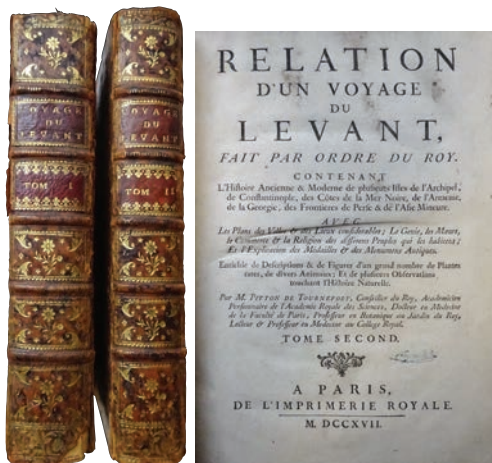 VOYAGE
DU
LEVANT
TOM I
VOYAGE
DU
LEVANT
TOM II
RELATION
D'UN VOYAGE
DU
LEVANT,
FAIT PAR ORDRE DU ROY.
CONTENANT
L'Histoire Ancienne & Moderne de plusieurs Isles de l'Archipel,
de Constantinople, des Côtes de la Mer Noire, de l'Armenie,
de la Georgie, des Frontieres de Perse & de l'Asie Mineure.
AVEC
Les Plans des Villes & des Lieux considerables; Le Genie, les Mœurs,
le Commerce & la Religion des differens Peuples qui les habitent;
Et l'Explication des Médailles & des Monumens Antiques.
Enrichie de Descriptions & de Figures d'un grand nombre de Plantes
rares, de divers Animaux; Et de plusieurs Observations
touchant l'Histoire Naturelle.
Par M. PITTON DE TOURNEFORT, Conseiller du Roy, Academicien
Pensionnaire de l'Académie Royale des Sciences, Docteur en Medecine
de la Faculté de Paris, Professeur en Botanique au Jardin du Roy,
Lecteur & Professeur en Medecine au College Royal.
TOME SECOND.
A PARIS,
DE L'IMPRIMERIE ROYALE.
M. DCCXVII.